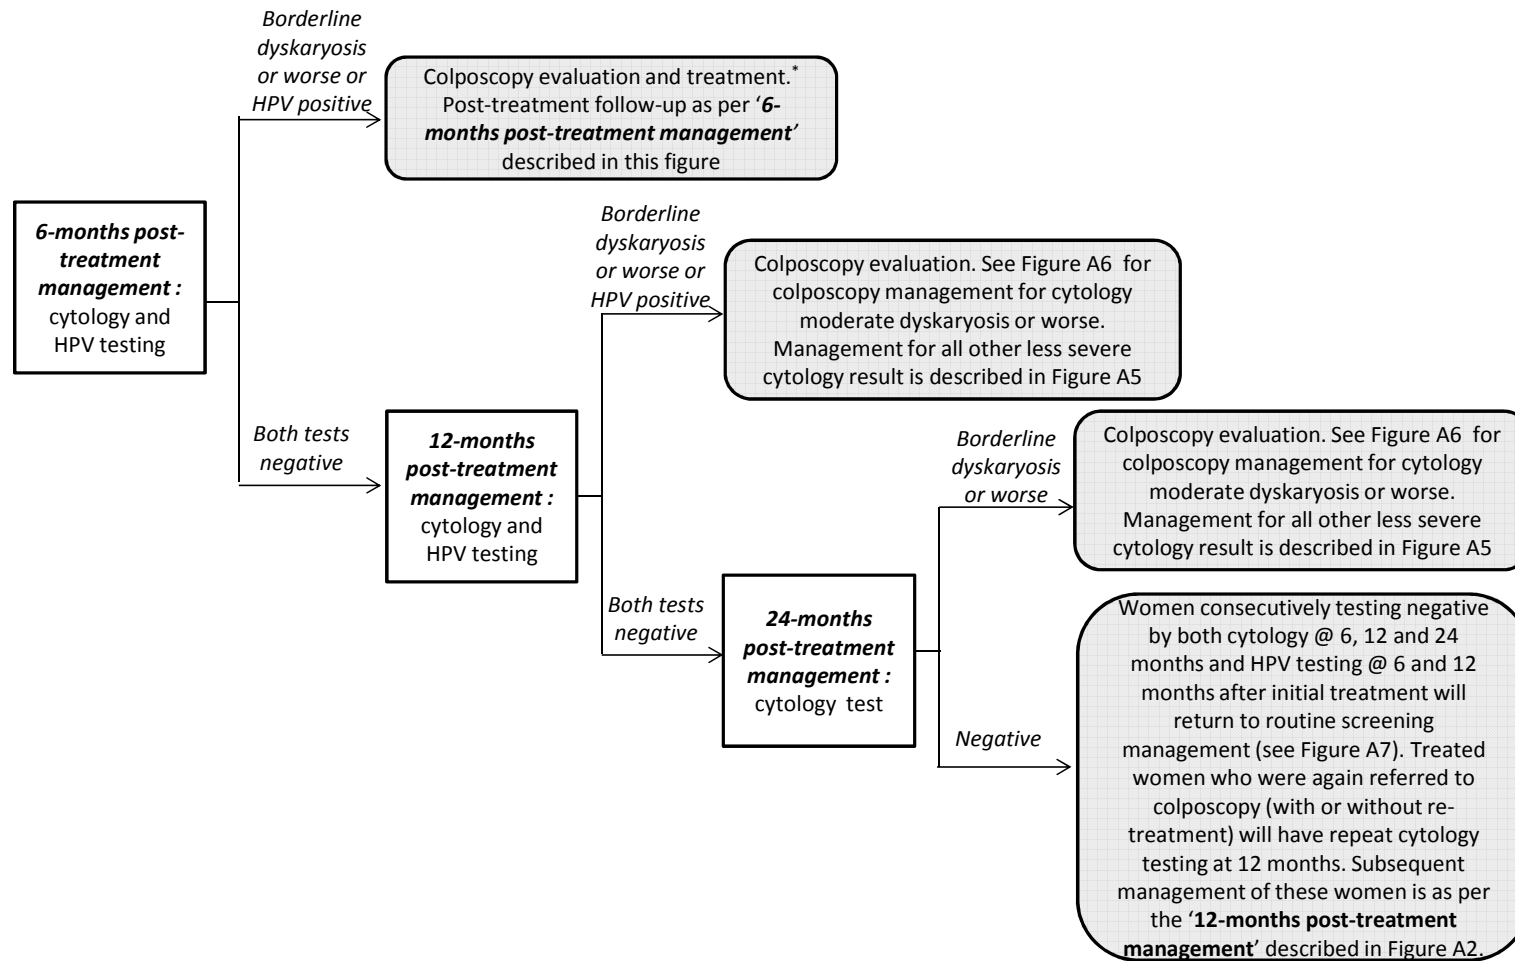 Borderline
dyskaryosis
or worse or
HPV positive
Colposcopy evaluation and treatment.*
Post-treatment follow-up as per ‘6-
months post-treatment management’
described in this figure
6-months post-
treatment
management :
cytology and
HPV testing
Borderline
dyskaryosis
or worse or
HPV positive
Colposcopy evaluation. See Figure A6 for
colposcopy management for cytology
moderate dyskaryosis or worse.
Management for all other less severe
cytology result is described in Figure A5
Both tests
negative
12-months
post-treatment
management :
cytology and
HPV testing
Borderline
dyskaryosis
or worse
Colposcopy evaluation. See Figure A6 for
colposcopy management for cytology
moderate dyskaryosis or worse.
Management for all other less severe
cytology result is described in Figure A5
Both tests
negative
24-months
post-treatment
management :
cytology test
Negative
Women consecutively testing negative
by both cytology @ 6, 12 and 24
months and HPV testing @ 6 and 12
months after initial treatment will
return to routine screening
management (see Figure A7). Treated
women who were again referred to
colposcopy (with or without re-
treatment) will have repeat cytology
testing at 12 months. Subsequent
management of these women is as per
the ‘12-months post-treatment
management’ described in Figure A2.